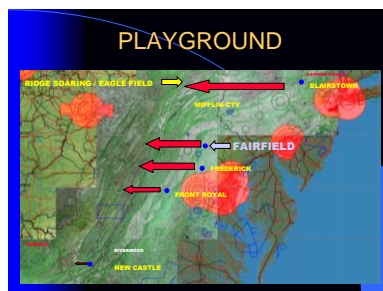 PLAYGROUND
RIDGE SOARING / EAGLE FIELD
BLAIRSTOWN
MIFFLIN CTY
FAIRFIELD
FREDERICK
FRONT ROYAL
RIVERWOOD
NEW CASTLE